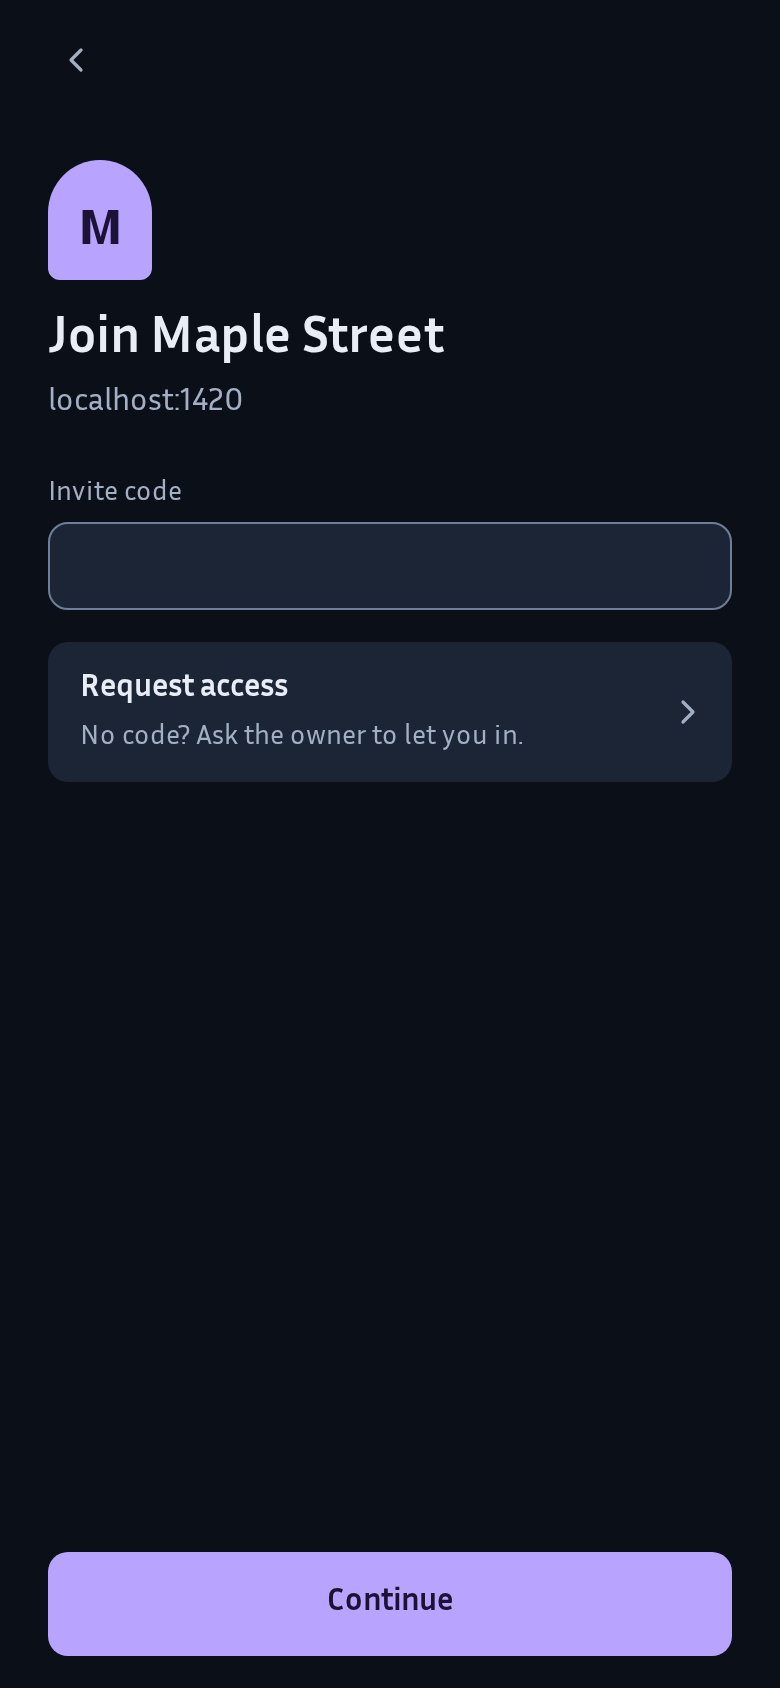 M
Join Maple Street
localhost:1420
Invite code
Request access
No code? Ask the owner to let you in.
Continue